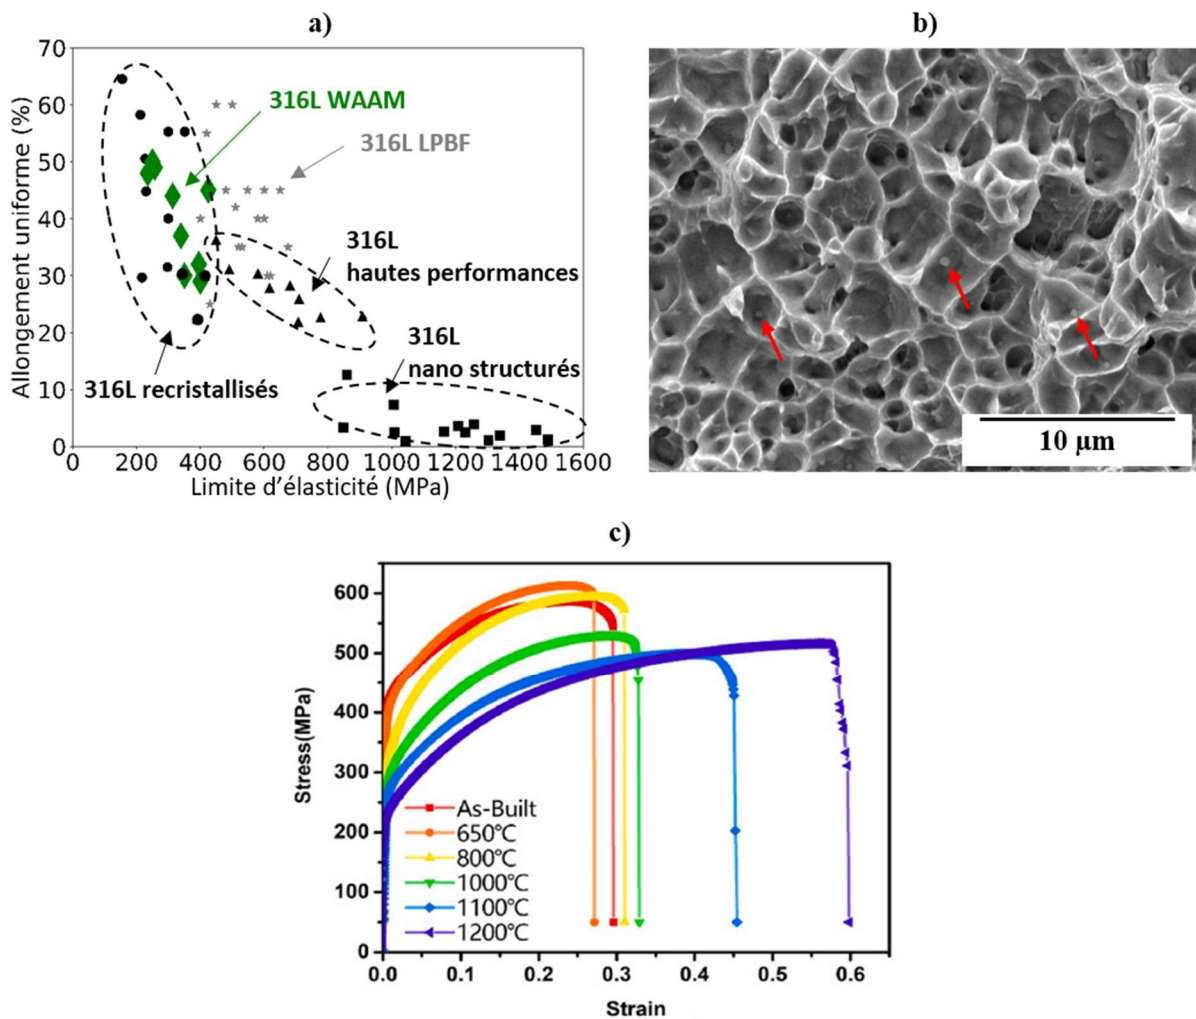 a)
b)
70
60
50
40
30
20
10
0
Allongement uniforme (%)
316L WAAM
316L LPBF
316L
hautes performances
316L
nano structurés
316L recristallisés
0 200 400 600 800 1000 1200 1400 1600
Limite d'élasticité (MPa)
10 µm
c)
600
500
400
300
200
100
0
Stress(MPa)
As-Built
650℃
800℃
1000℃
1100℃
1200℃
0.0 0.1 0.2 0.3 0.4 0.5 0.6
Strain